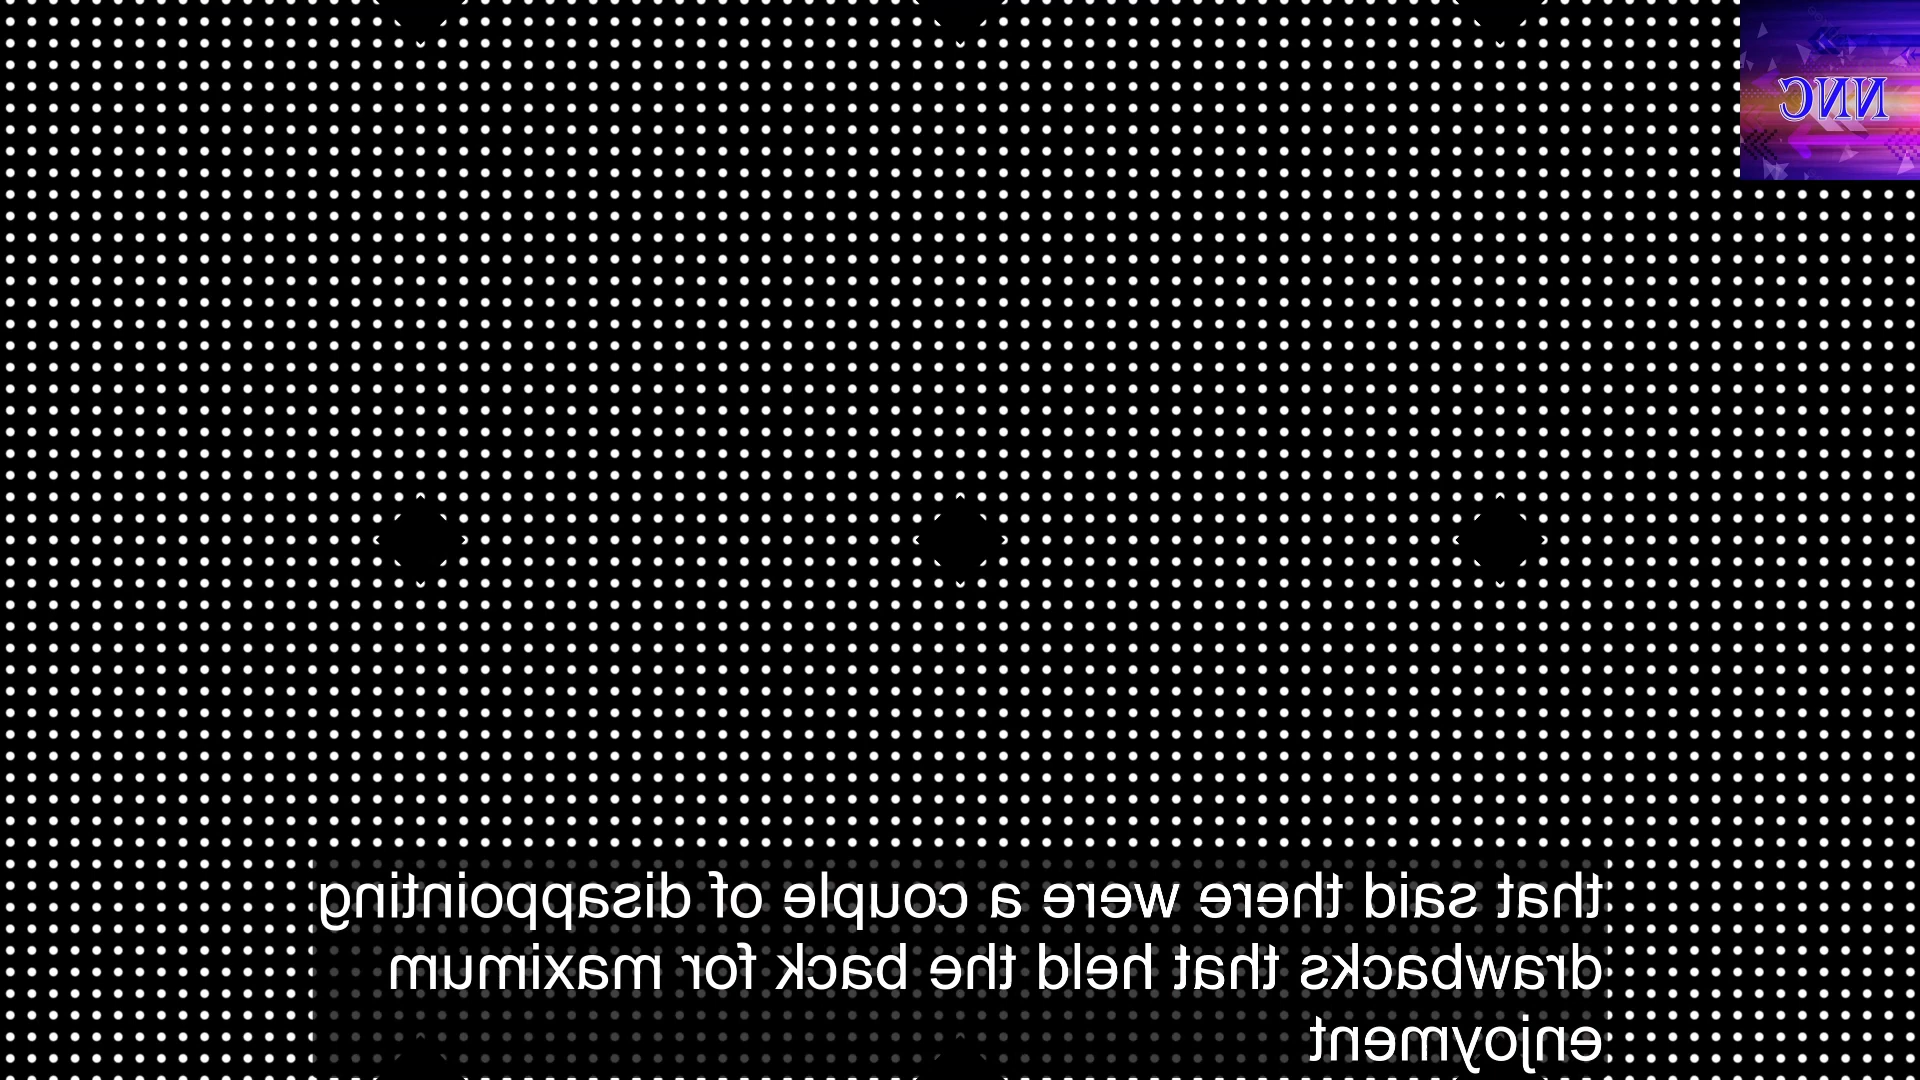 NNC
that said there were a couple of disappointing
drawbacks that held the back for maximum
enjoyment